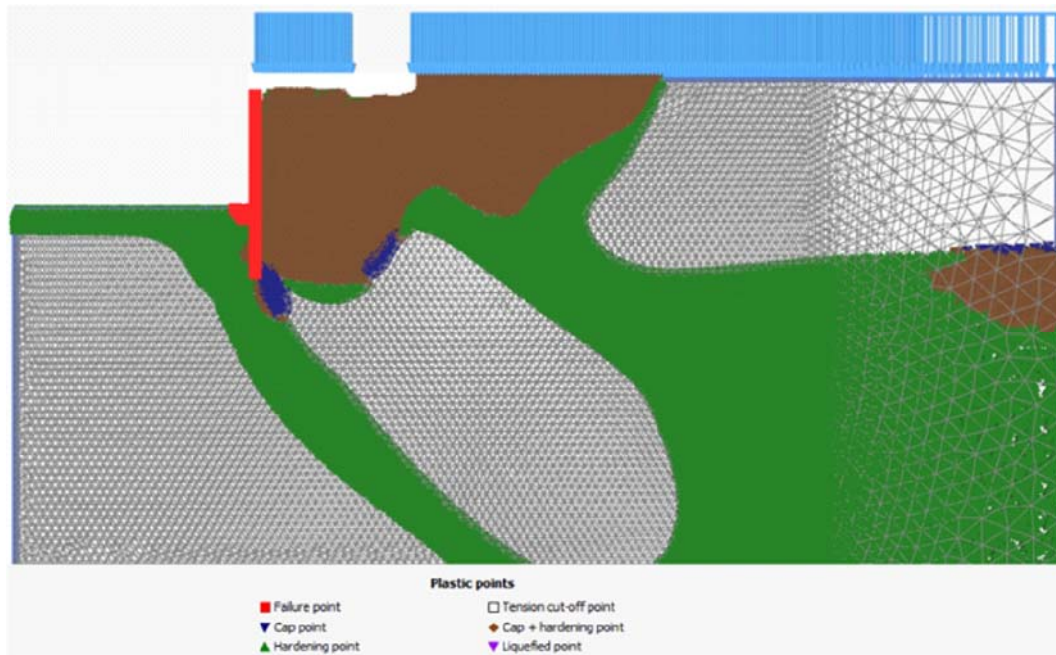 Plastic points
Failure point
Tension cut-off point
Cap point
Cap + hardening point
Hardening point
Liquefied point